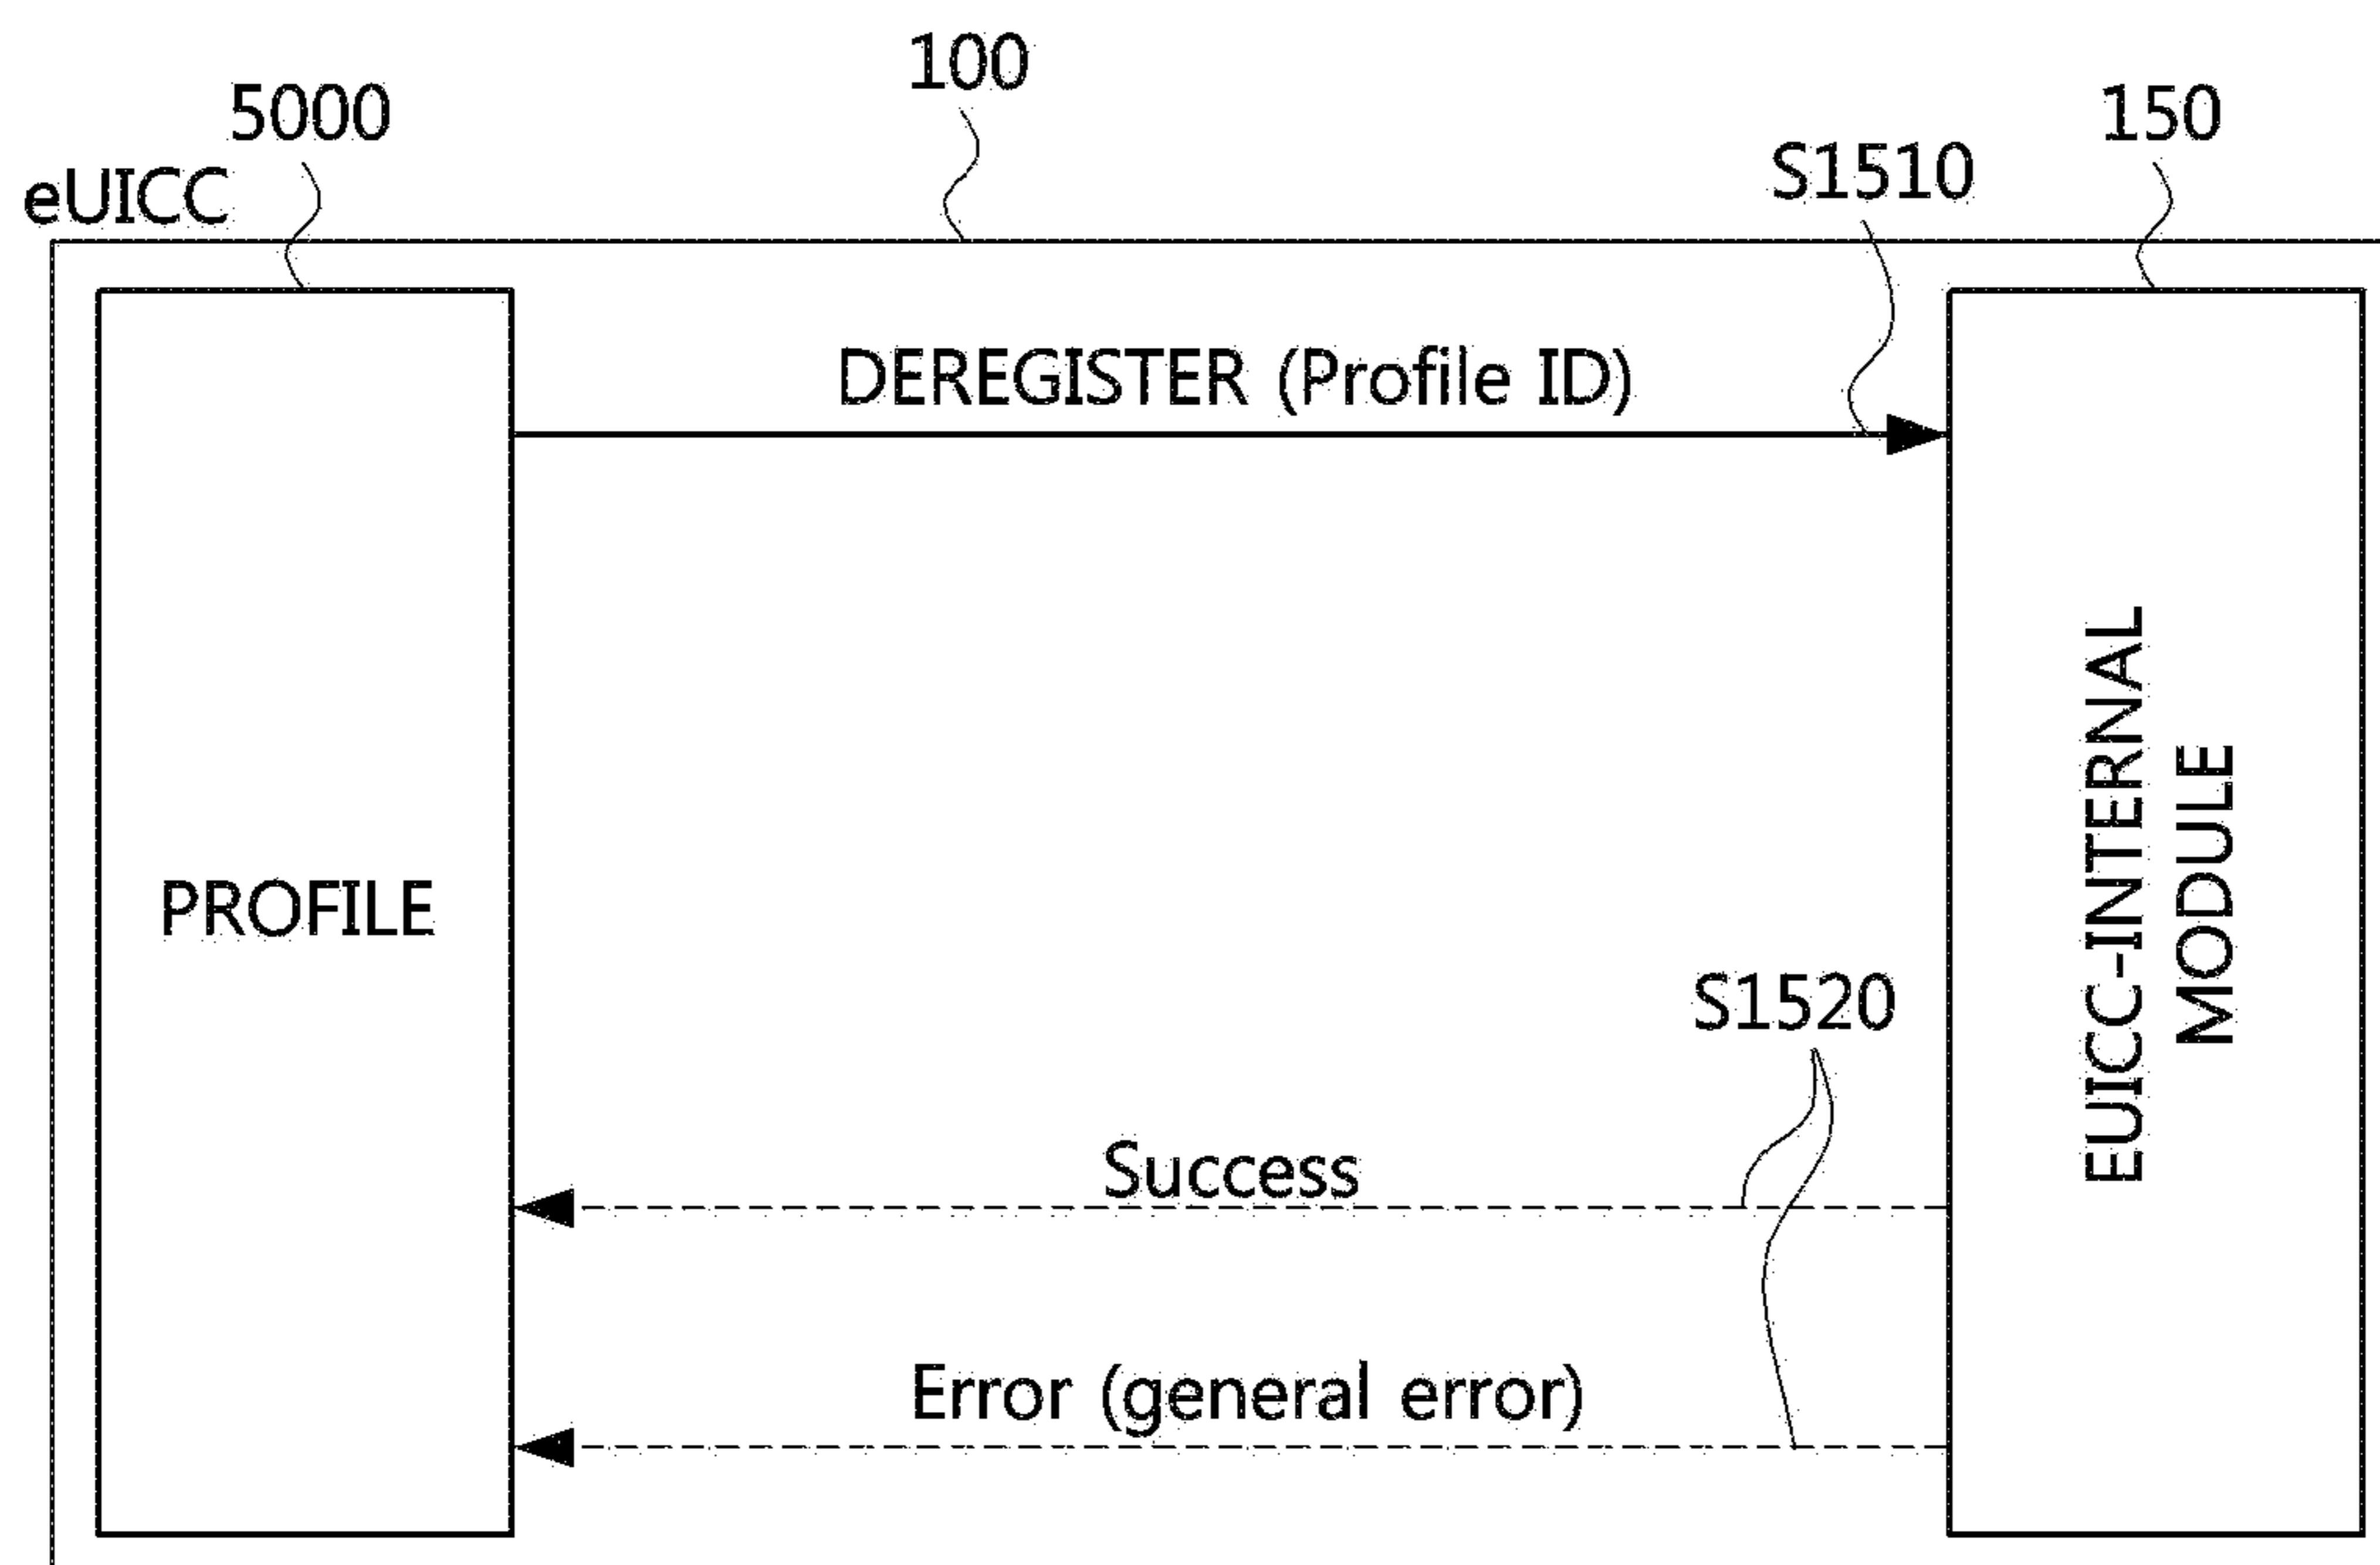 100
5000
150
S1510
eUICC
DEREGISTER (Profile ID)
PROFILE
EUICC-INTERNAL
MODULE
S1520
Success
Error (general error)